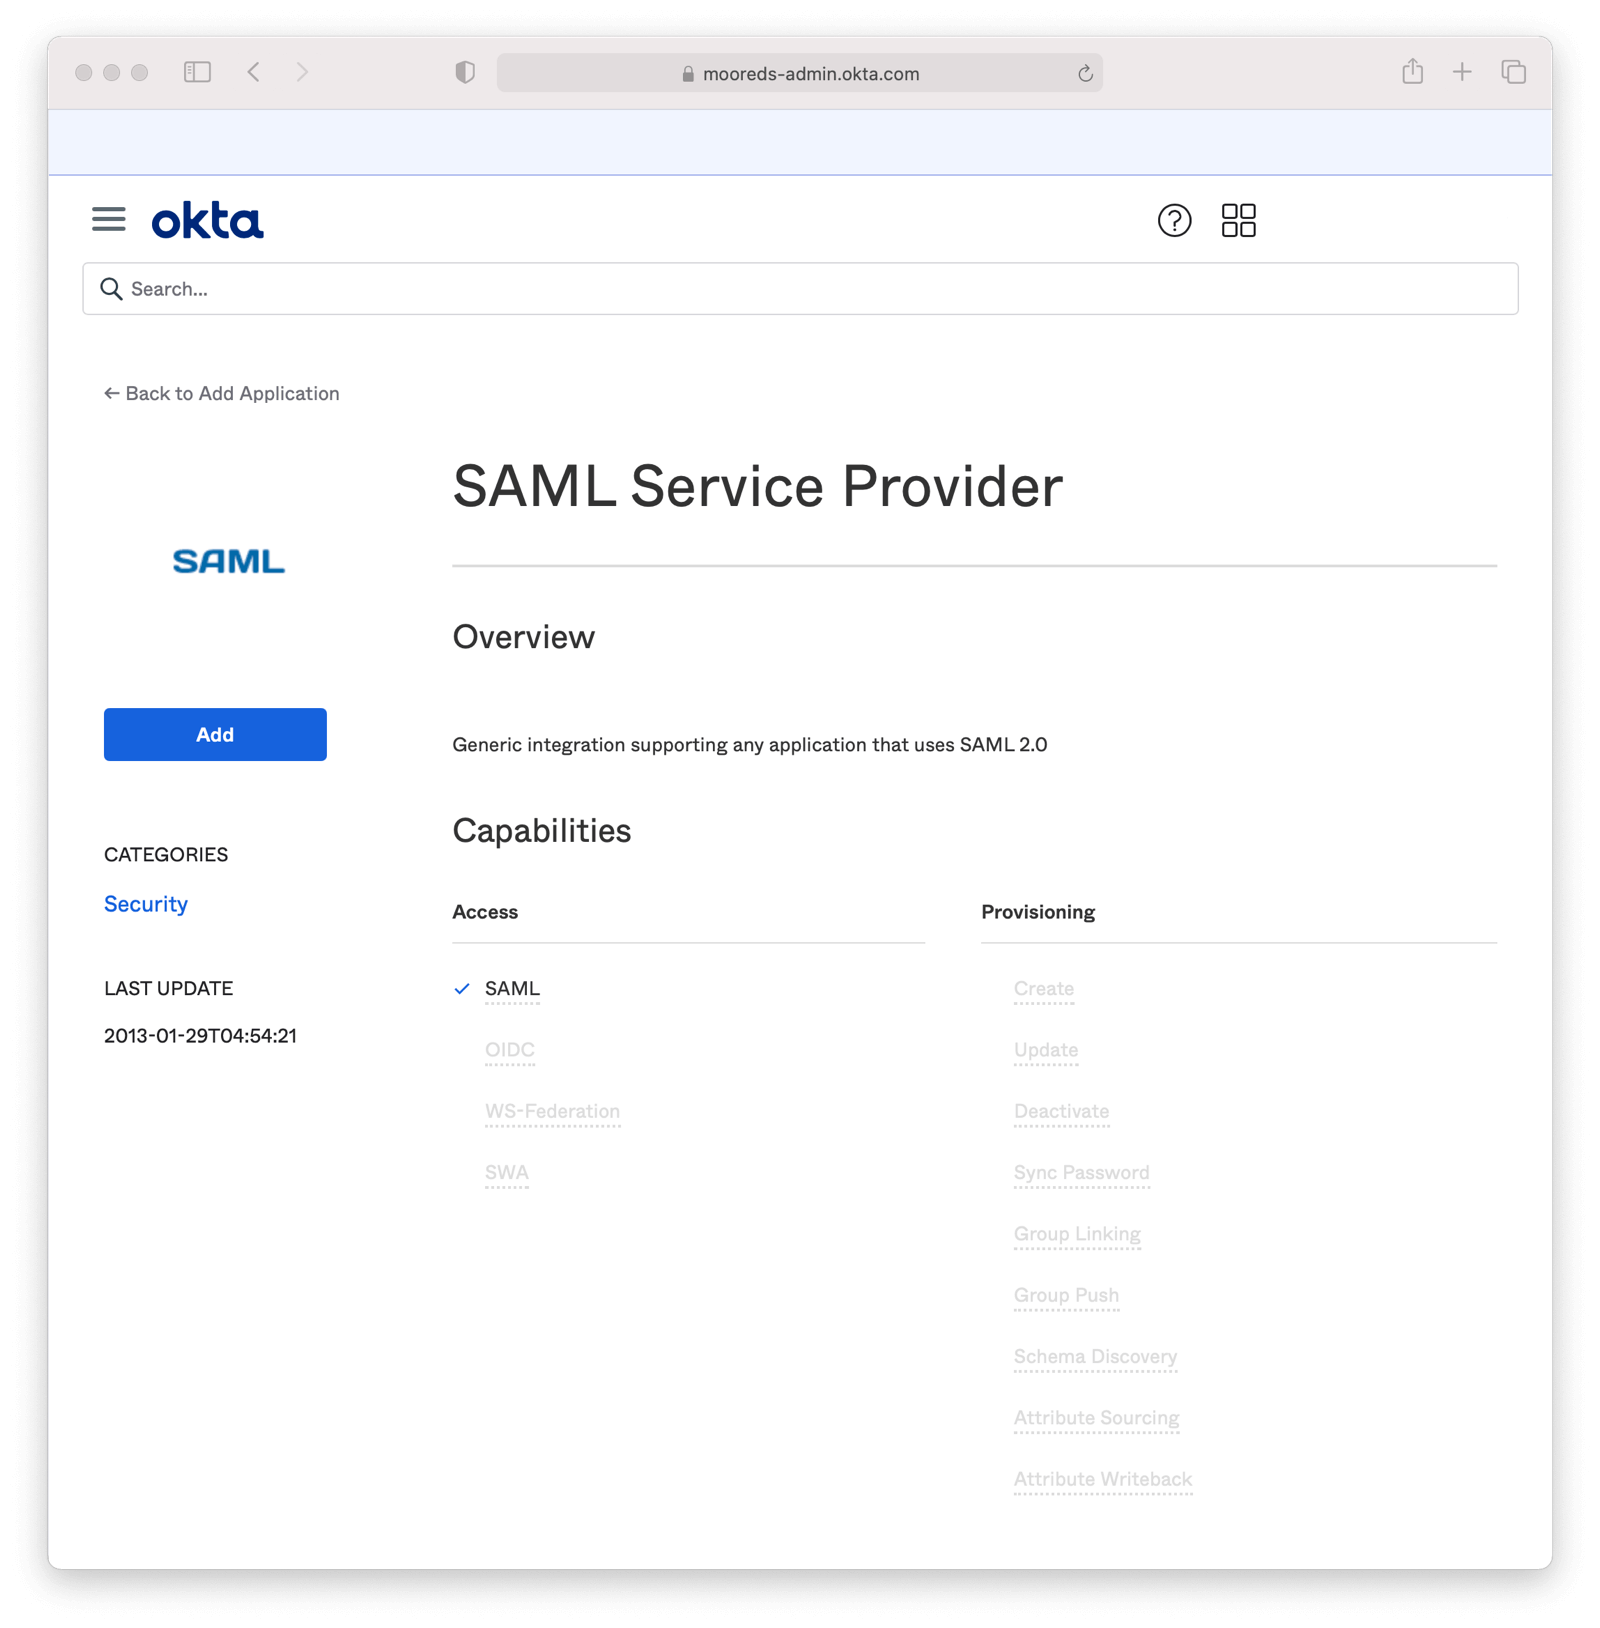 mooreds-admin.okta.com
okta
Search...
← Back to Add Application
SAML Service Provider
SAML
Overview
Add
Generic integration supporting any application that uses SAML 2.0
Capabilities
CATEGORIES
Security
Access
Provisioning
LAST UPDATE
2013-01-29T04:54:21
SAML
OIDC
WS-Federation
SWA
Create
Update
Deactivate
Sync Password
Group Linking
Group Push
Schema Discovery
Attribute Sourcing
Attribute Writeback